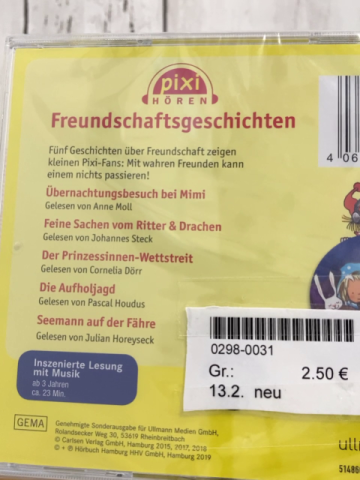 pixi
HÖREN
Freundschaftsgeschichten
Fünf Geschichten über Freundschaft zeigen
kleinen Pixi-Fans: Mit wahren Freunden kann
einem nichts passieren!
Übernachtungsbesuch bei Mimi
Gelesen von Anne Moll
Feine Sachen vom Ritter & Drachen
Gelesen von Johannes Steck
Der Prinzessinnen-Wettstreit
Gelesen von Cornelia Dörr
Die Aufholjagd
Gelesen von Pascal Houdus
Seemann auf der Fähre
Gelesen von Julian Horeyseck
Inszenierte Lesung
mit Musik
ab 3 Jahren
ca. 23 Min.
4 06
0298-0031
Gr.: 2.50 €
13.2. neu
GEMA
Genehmigte Sonderausgabe für Ullmann Medien GmbH,
Rolandsecker Weg 30, 53619 Rheinbreitbach
© Carlsen Verlag GmbH, Hamburg 2015, 2017, 2018
© + ℗ Hörbuch Hamburg HHV GmbH, Hamburg 2019
ull
51486